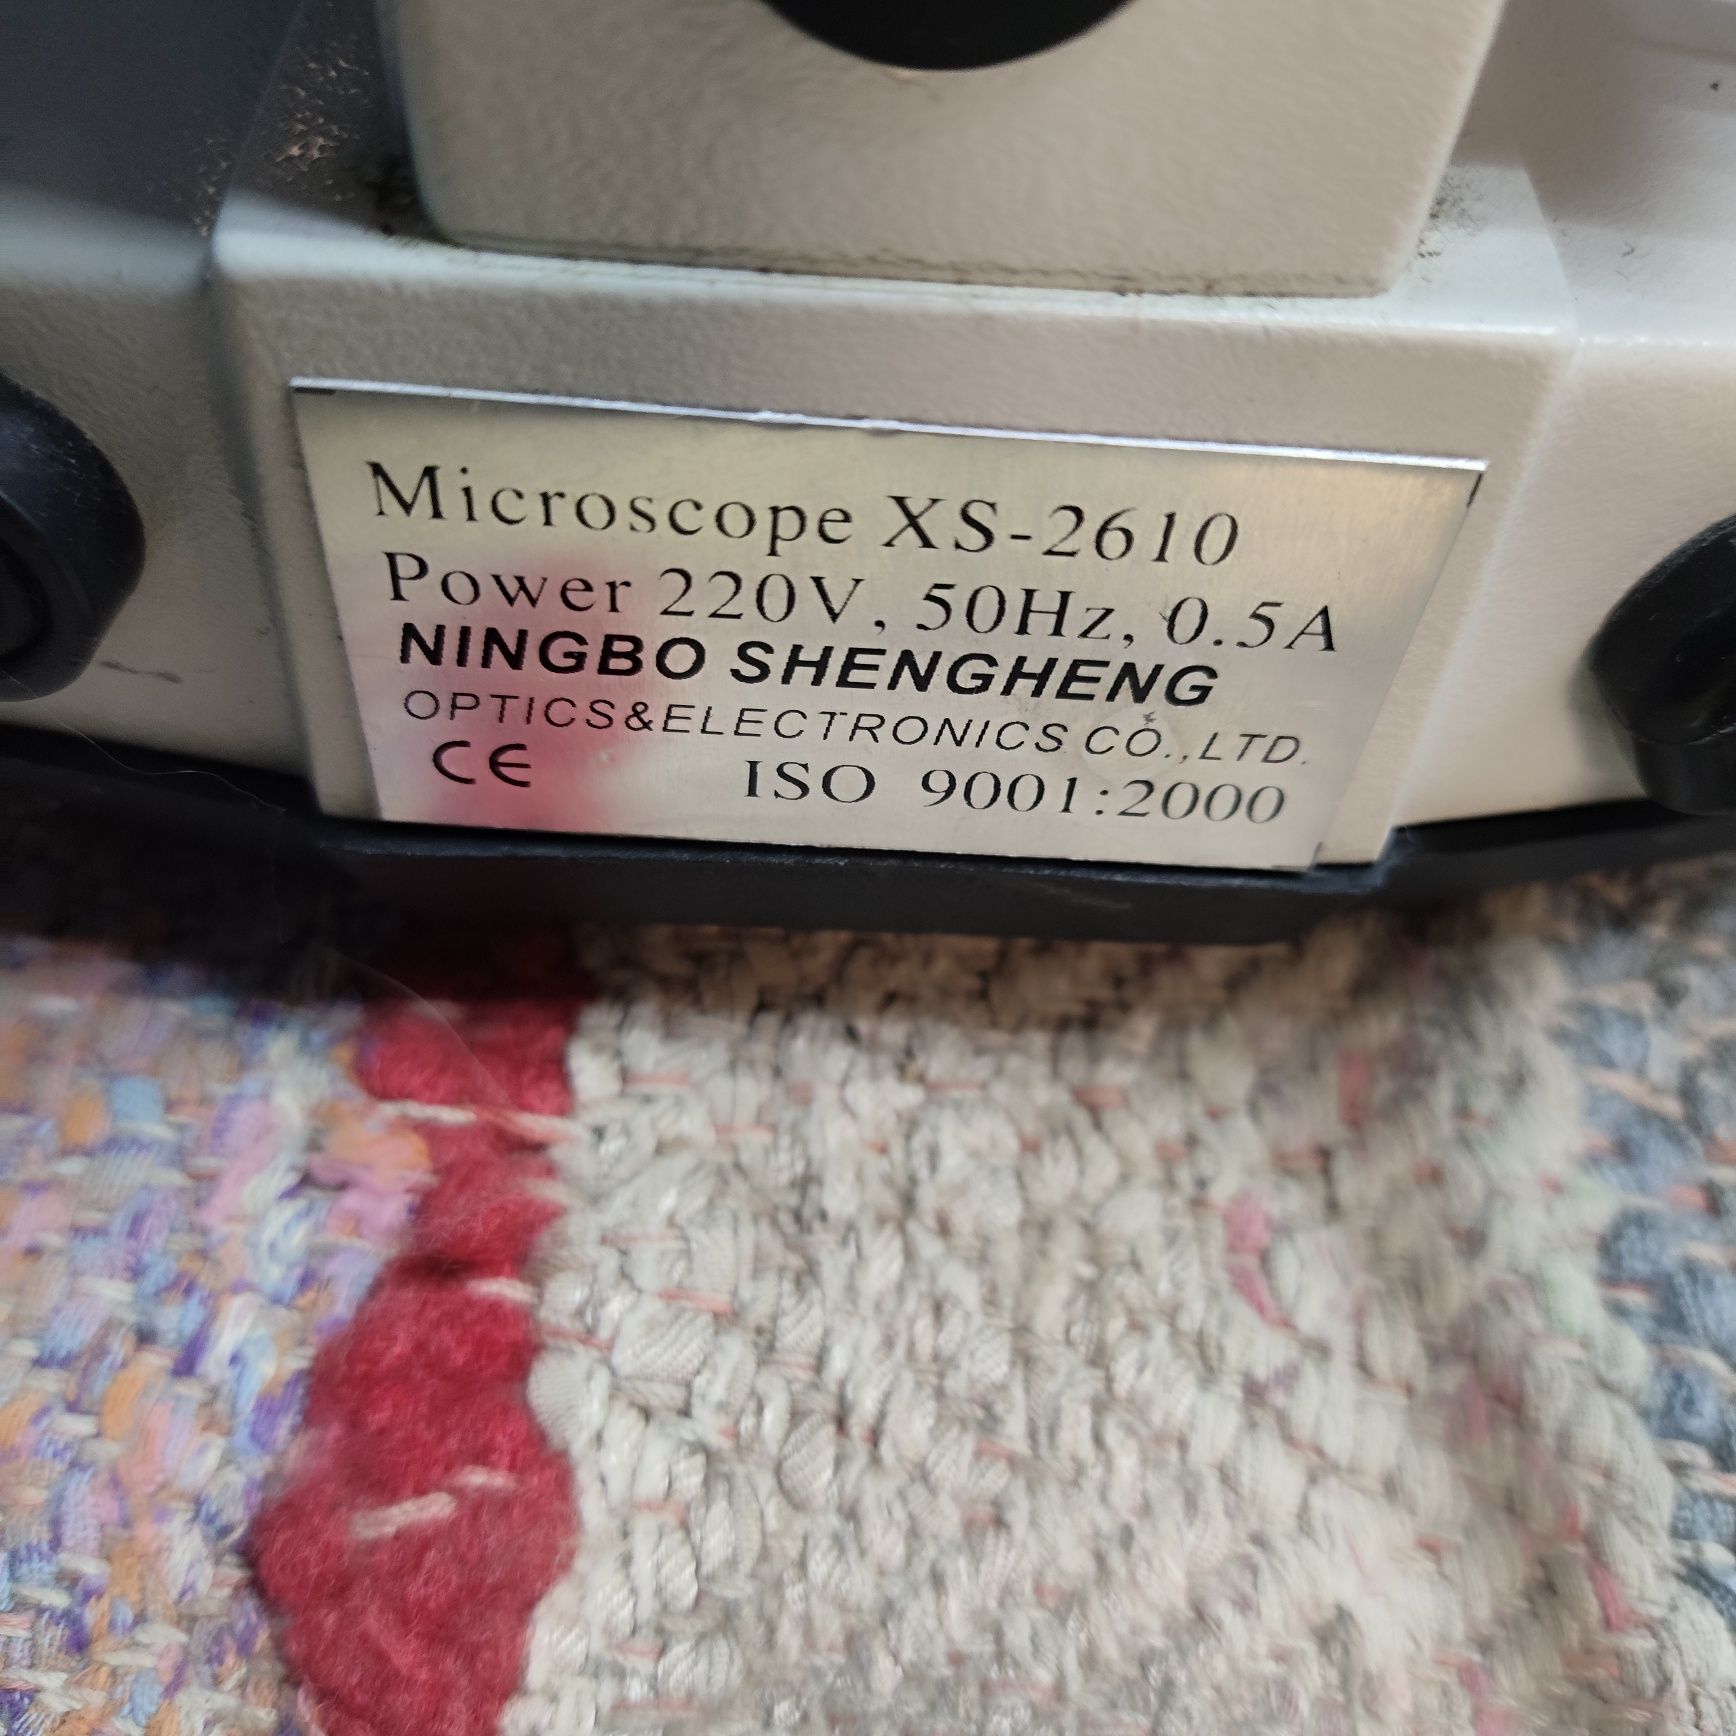 Microscope XS-2610
Power 220V, 50Hz, 0.5A
NINGBO SHENGHENG
OPTICS&ELECTRONICS CO.,LTD.
CE ISO 9001:2000